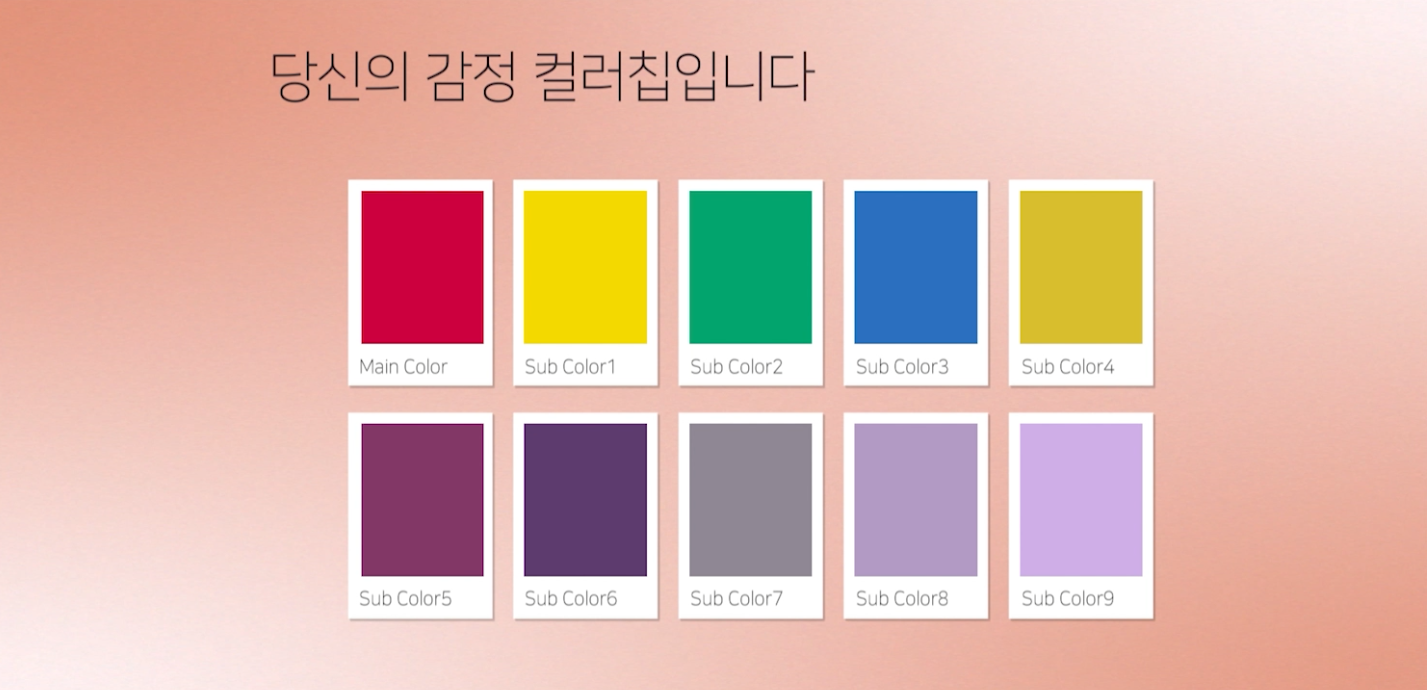 당신의 감정 컬러칩입니다
Main Color
Sub Color1
Sub Color2
Sub Color3
Sub Color4
Sub Color5
Sub Color6
Sub Color7
Sub Color8
Sub Color9